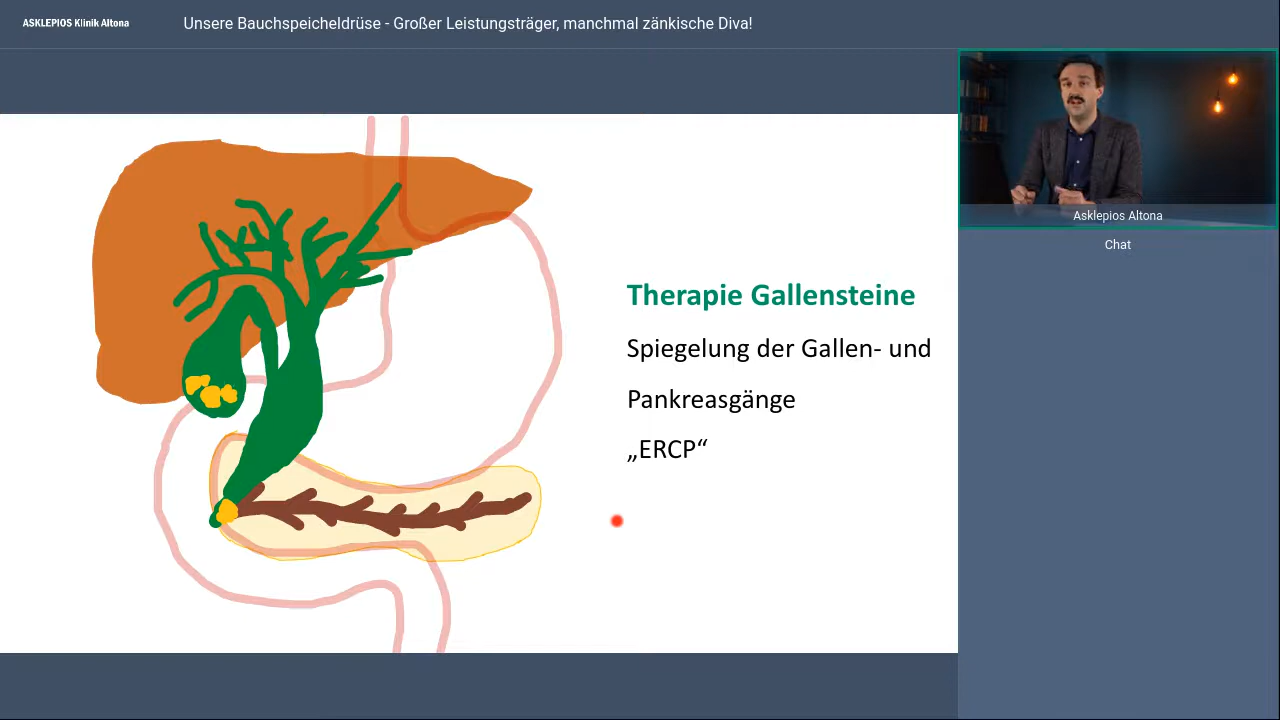 ASKLEPIOS Klinik Altona
Unsere Bauchspeicheldrüse - Großer Leistungsträger, manchmal zänkische Diva!
Asklepios Altona
Chat
Therapie Gallensteine
Spiegelung der Gallen- und
Pankreasgänge
„ERCP“